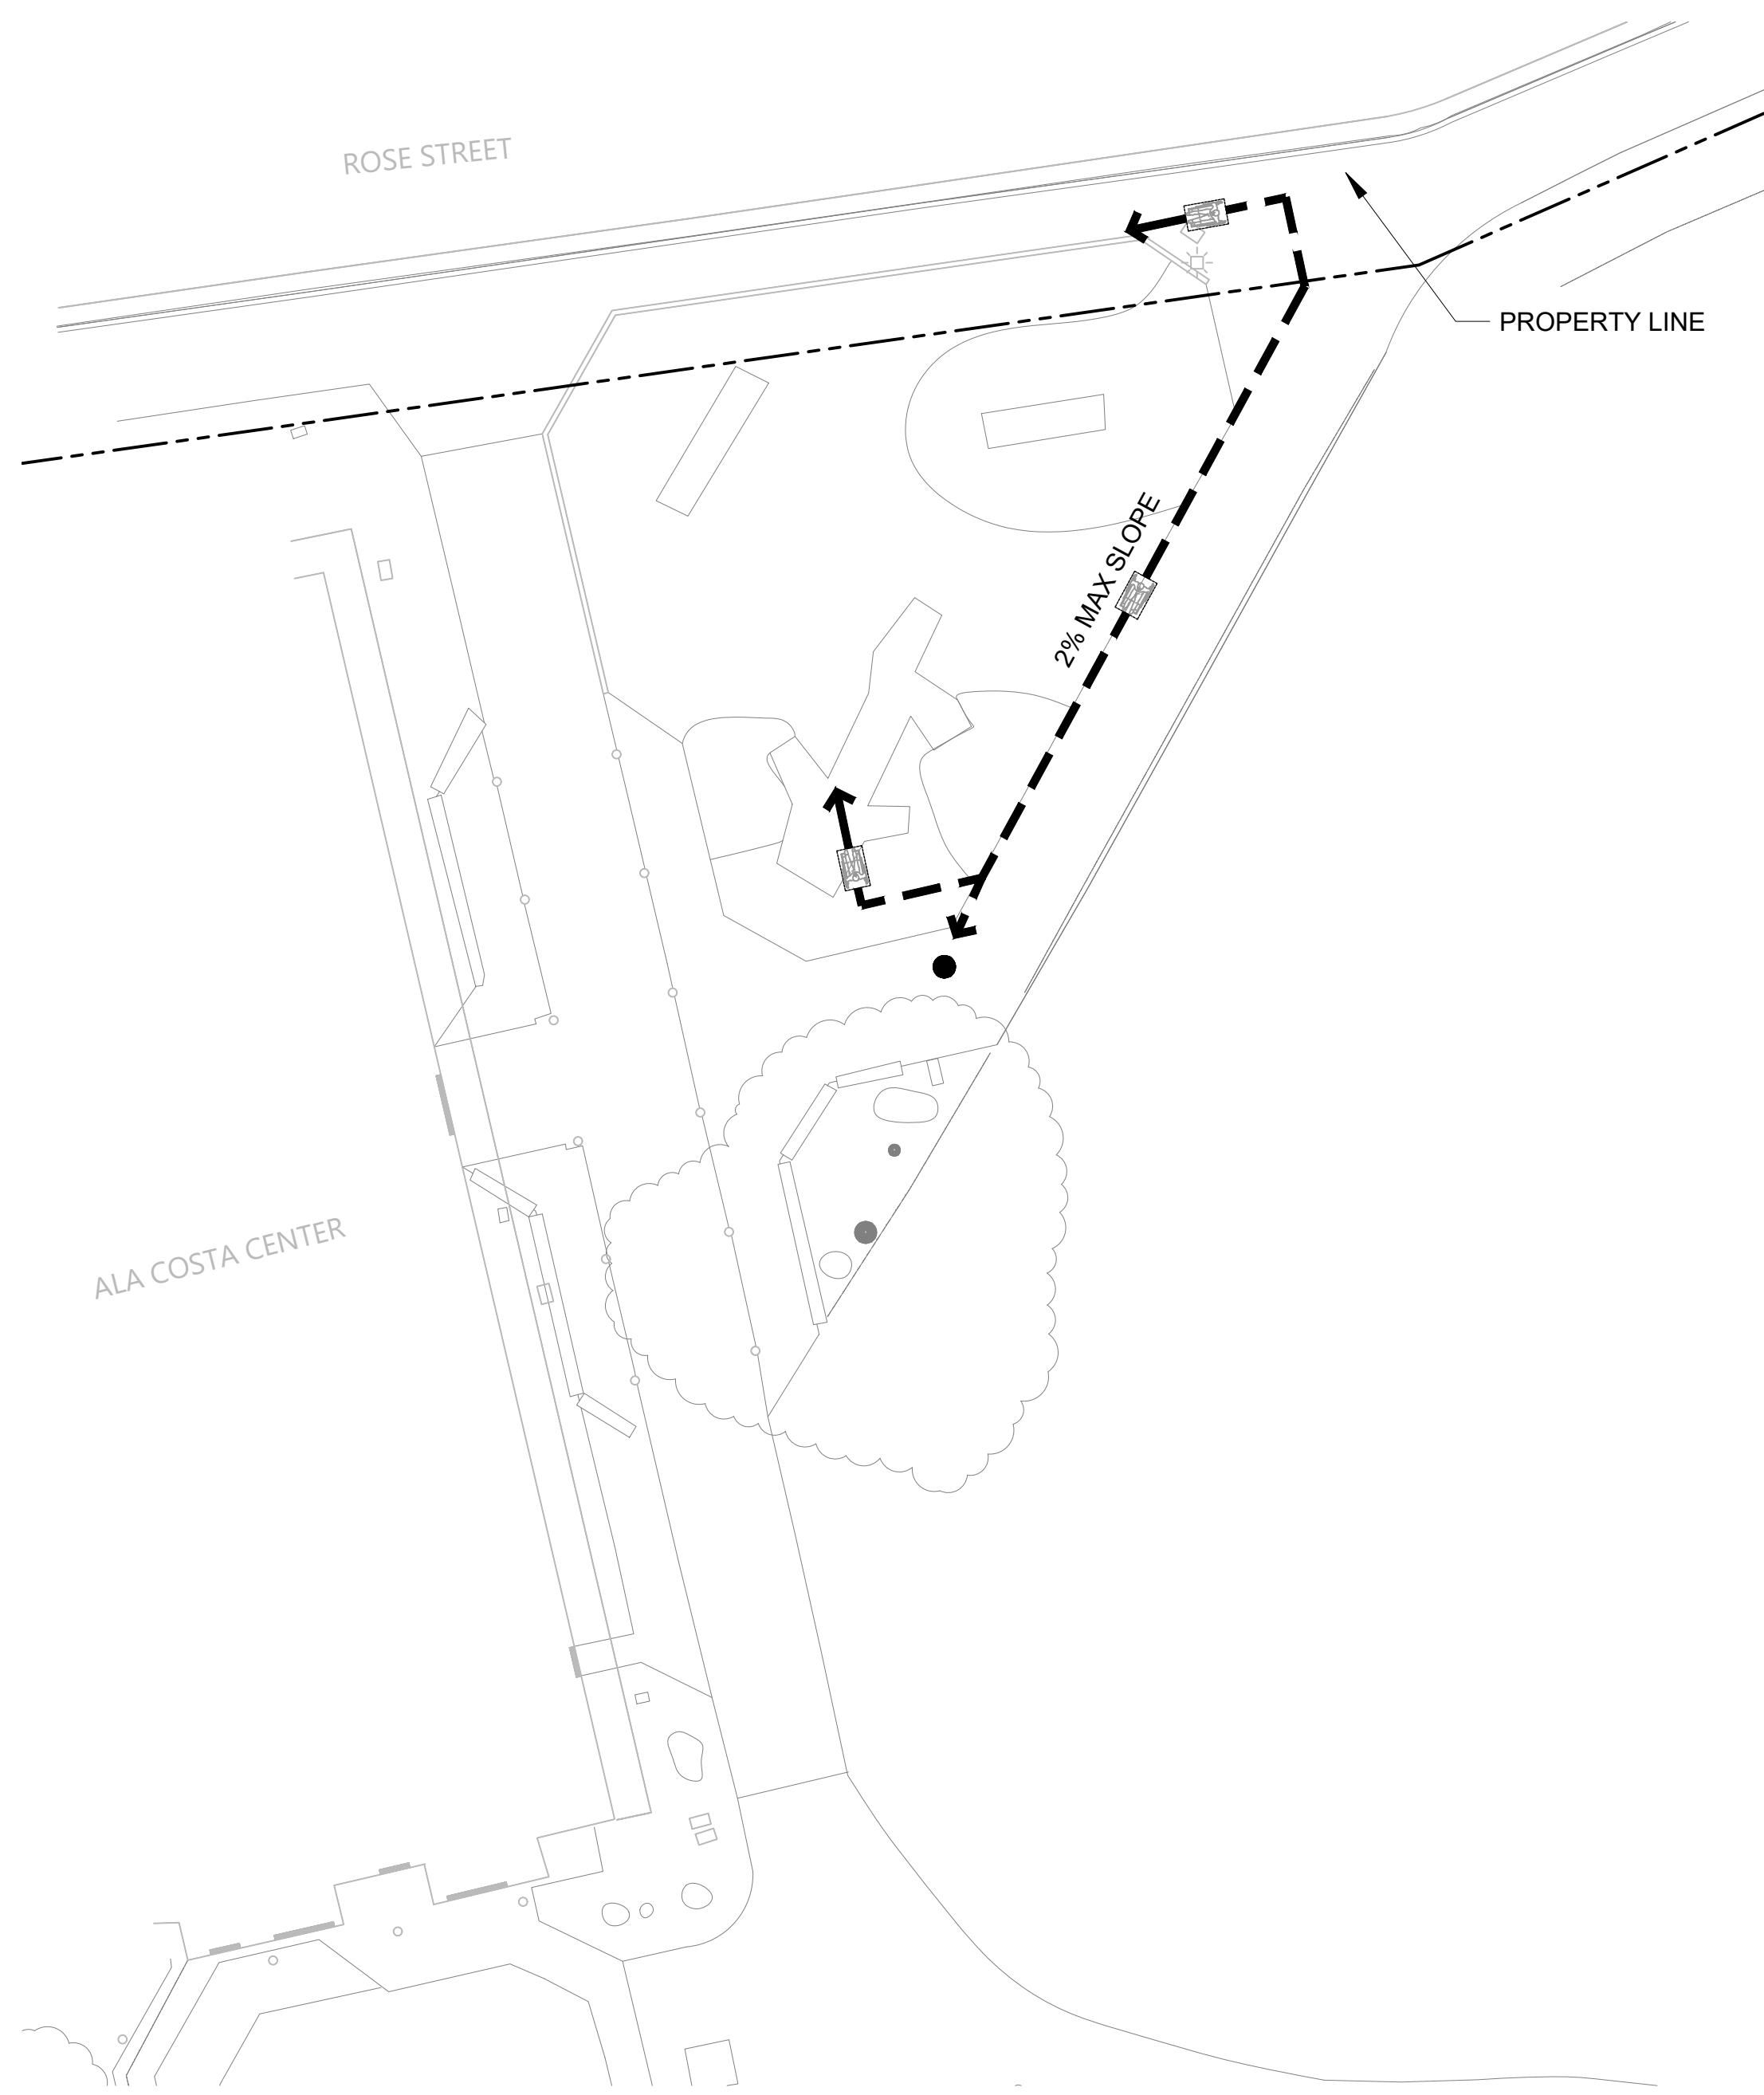 ROSE STREET
PROPERTY LINE
2% MAX SLOPE
ALA COSTA CENTER